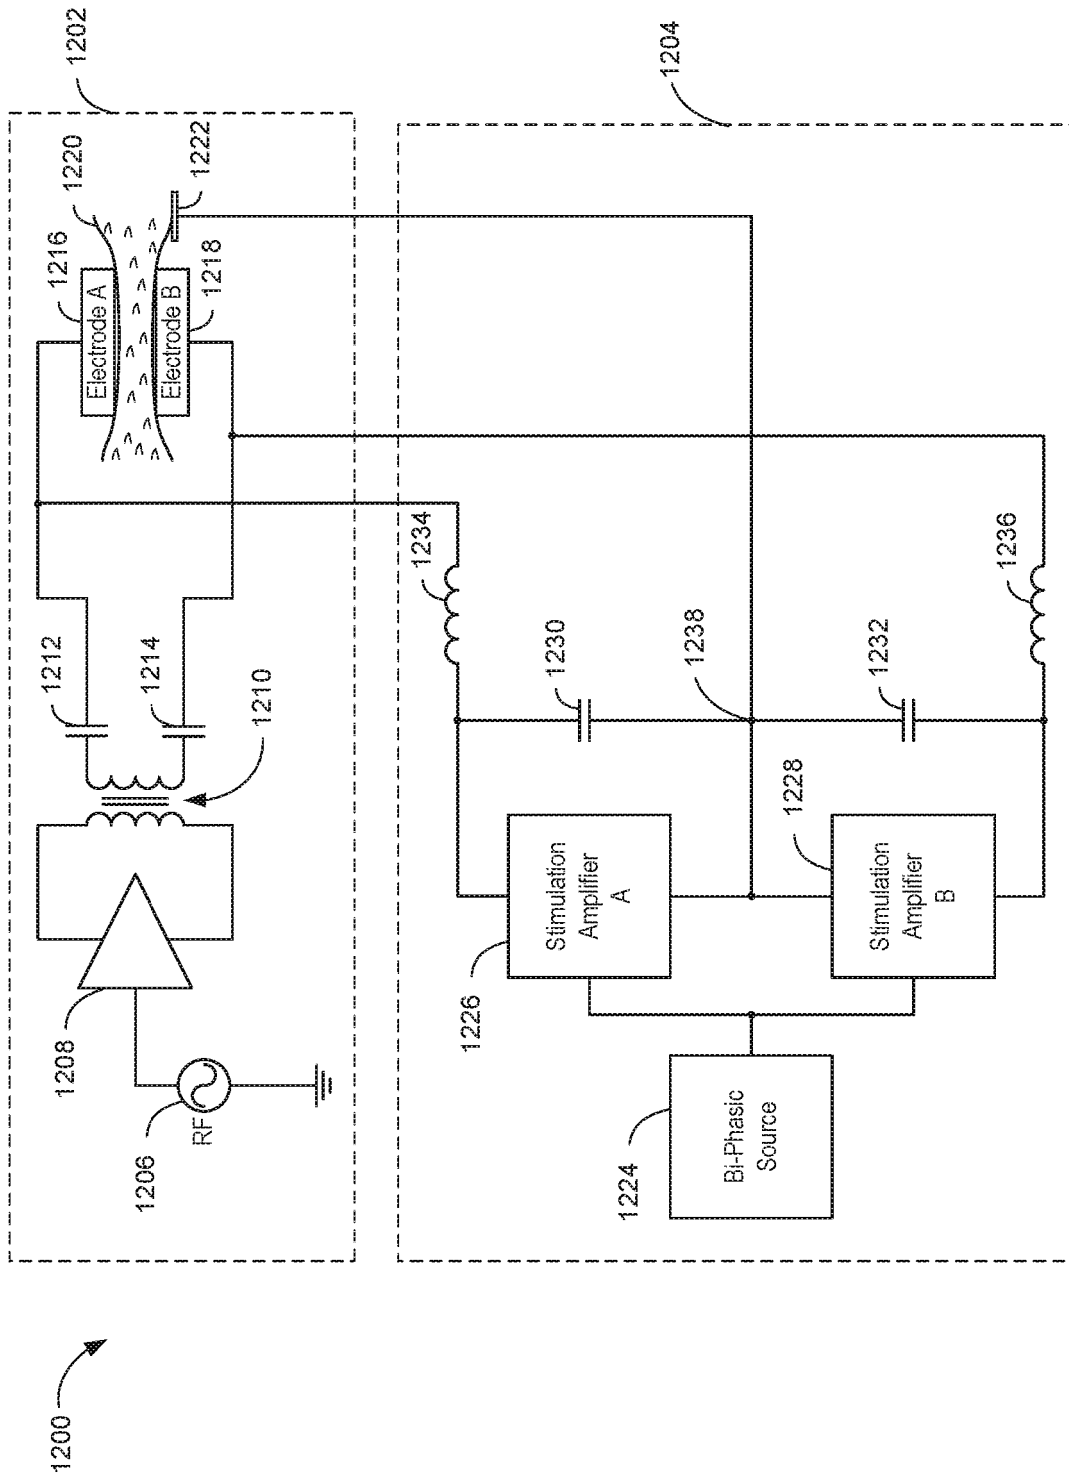 1200
1202
1204
1206
RF
1208
1210
1212
1214
1216
Electrode A
1218
Electrode B
1220
1222
1224
Bi-Phasic
Source
1226
Stimulation
Amplifier
A
1228
Stimulation
Amplifier
B
1230
1232
1234
1236
1238